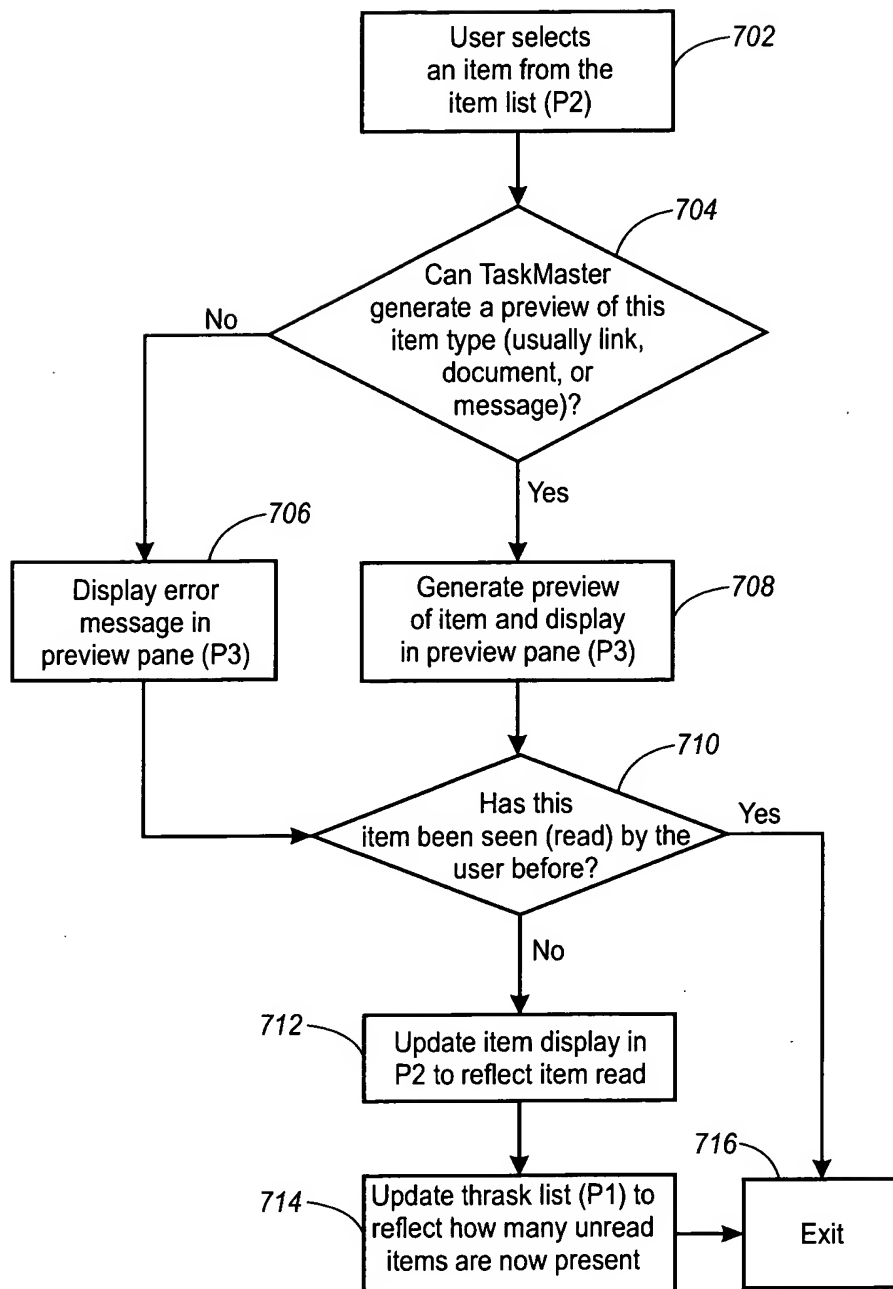 User selects
an item from the
item list (P2)
702
704
Can TaskMaster
generate a preview of this
item type (usually link,
document, or
message)?
No
Yes
706
Display error
message in
preview pane (P3)
Generate preview
of item and display
in preview pane (P3)
708
710
Has this
item been seen (read) by the
user before?
Yes
No
712
Update item display in
P2 to reflect item read
714
Update thrask list (P1) to
reflect how many unread
items are now present
716
Exit